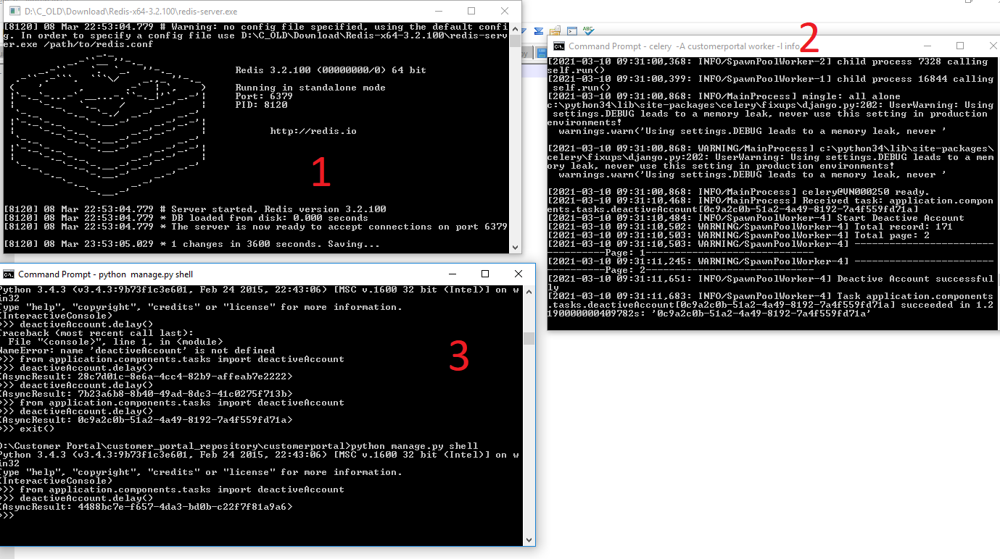 D:\C_OLD\Download\Redis-x64-3.2.100\redis-server.exe
[8120] 08 Mar 22:53:04.779 # Warning: no config file specified, using the default confi
g. In order to specify a config file use D:\C_OLD\Download\Redis-x64-3.2.100\redis-serv
er.exe /path/to/redis.conf
Redis 3.2.100 (00000000/0) 64 bit
Running in standalone mode
Port: 6379
PID: 8120
http://redis.io
1
[8120] 08 Mar 22:53:04.779 # Server started, Redis version 3.2.100
[8120] 08 Mar 22:53:04.779 * DB loaded from disk: 0.000 seconds
[8120] 08 Mar 22:53:04.779 * The server is now ready to accept connections on port 6379
[8120] 08 Mar 23:53:05.029 * 1 changes in 3600 seconds. Saving...
2
Command Prompt - celery -A customerportal worker -l info
[2021-03-10 09:31:00,368: INFO/SpawnPoolWorker-2] child process 7328 calling
self.run()
[2021-03-10 09:31:00,399: INFO/SpawnPoolWorker-1] child process 16844 calling
self.run()
[2021-03-10 09:31:00,868: INFO/MainProcess] mingle: all alone
c:\python34\lib\site-packages\celery\fixups\django.py:202: UserWarning: Using
settings.DEBUG leads to a memory leak, never use this setting in production
environments!
warnings.warn('Using settings.DEBUG leads to a memory leak, never '
[2021-03-10 09:31:00,868: WARNING/MainProcess] c:\python34\lib\site-packages\
celery\fixups\django.py:202: UserWarning: Using settings.DEBUG leads to a mem
ory leak, never use this setting in production environments!
warnings.warn('Using settings.DEBUG leads to a memory leak, never '
[2021-03-10 09:31:00,868: INFO/MainProcess] celery@VN000250 ready.
[2021-03-10 09:31:10,468: INFO/MainProcess] Received task: application.compon
ents.tasks.deactiveAccount[0c9a2c0b-51a2-4a49-8192-7a4f559fd71a]
[2021-03-10 09:31:10,484: WARNING/SpawnPoolWorker-4] Start Deactive Account
[2021-03-10 09:31:10,502: WARNING/SpawnPoolWorker-4] Total record: 171
[2021-03-10 09:31:10,503: WARNING/SpawnPoolWorker-4] Total page: 2
[2021-03-10 09:31:10,503: WARNING/SpawnPoolWorker-4] ------------------------
----------Page: 1-----------------------------
[2021-03-10 09:31:11,245: WARNING/SpawnPoolWorker-4] ------------------------
----------Page: 2-----------------------------
[2021-03-10 09:31:11,651: INFO/SpawnPoolWorker-4] Deactive Account successful
ly
[2021-03-10 09:31:11,683: INFO/SpawnPoolWorker-4] Task application.components
.tasks.deactiveAccount[0c9a2c0b-51a2-4a49-8192-7a4f559fd71a] succeeded in 1.2
190000000409782s: '0c9a2c0b-51a2-4a49-8192-7a4f559fd71a'
Command Prompt - python manage.py shell
Python 3.4.3 (v3.4.3:9b73f1c3e601, Feb 24 2015, 22:43:06) [MSC v.1600 32 bit (Intel)] on w
in32
Type "help", "copyright", "credits" or "license" for more information.
(InteractiveConsole)
>>> deactiveAccount.delay()
Traceback (most recent call last):
File "<console>", line 1, in <module>
NameError: name 'deactiveAccount' is not defined
>>> from application.components.tasks import deactiveAccount
>>> deactiveAccount.delay()
<AsyncResult: 28c7d01c-8e6a-4cc4-82b9-affeab7e2222>
>>> deactiveAccount.delay()
<AsyncResult: 7b23a6b8-8b40-49ad-8dc3-41c0275f713b>
>>> from application.components.tasks import deactiveAccount
>>> deactiveAccount.delay()
<AsyncResult: 0c9a2c0b-51a2-4a49-8192-7a4f559fd71a>
>>> exit()
3
D:\Customer Portal\customer_portal_repository\customerportal>python manage.py shell
Python 3.4.3 (v3.4.3:9b73f1c3e601, Feb 24 2015, 22:43:06) [MSC v.1600 32 bit (Intel)] on w
in32
Type "help", "copyright", "credits" or "license" for more information.
(InteractiveConsole)
>>> from application.components.tasks import deactiveAccount
>>> deactiveAccount.delay()
<AsyncResult: 4488bc7e-f657-4da3-bd0b-c22f7f81a9a6>
>>>